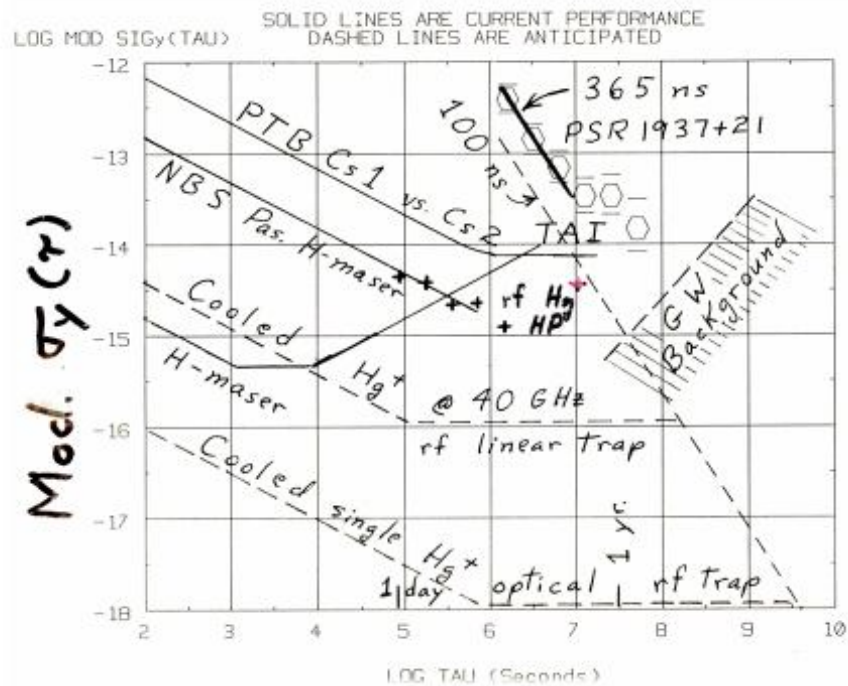 SOLID LINES ARE CURRENT PERFORMANCE
LOG MOD SIGy(TAU) DASHED LINES ARE ANTICIPATED
-12
-13
-14
-15
-16
-17
-18
Mod. σy(τ)
PTB Cs1 vs. Cs2
NBS Pas. H-maser
100 ns
365 ns
PSR 1937+21
TAI
rf Hg
+ HP
Cooled Hg+ @ 40 GHz
rf linear Trap
H-maser
GW
Background
Cooled single Hg+ optical rf Trap
1 day
1 yr
2 3 4 5 6 7 8 9 10
LOG TAU (Seconds)